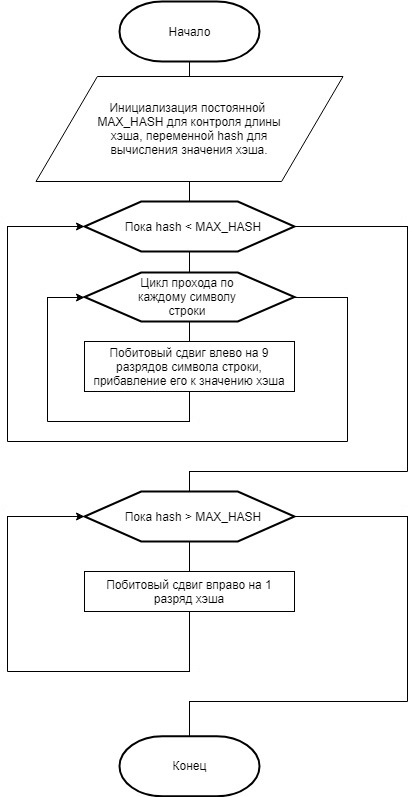 Начало
Инициализация постоянной
MAX_HASH для контроля длины
хэша, переменной hash для
вычисления значения хэша.
Пока hash < MAX_HASH
Цикл прохода по
каждому символу
строки
Побитовый сдвиг влево на 9
разрядов символа строки,
прибавление его к значению хэша
Пока hash > MAX_HASH
Побитовый сдвиг вправо на 1
разряд хэша
Конец